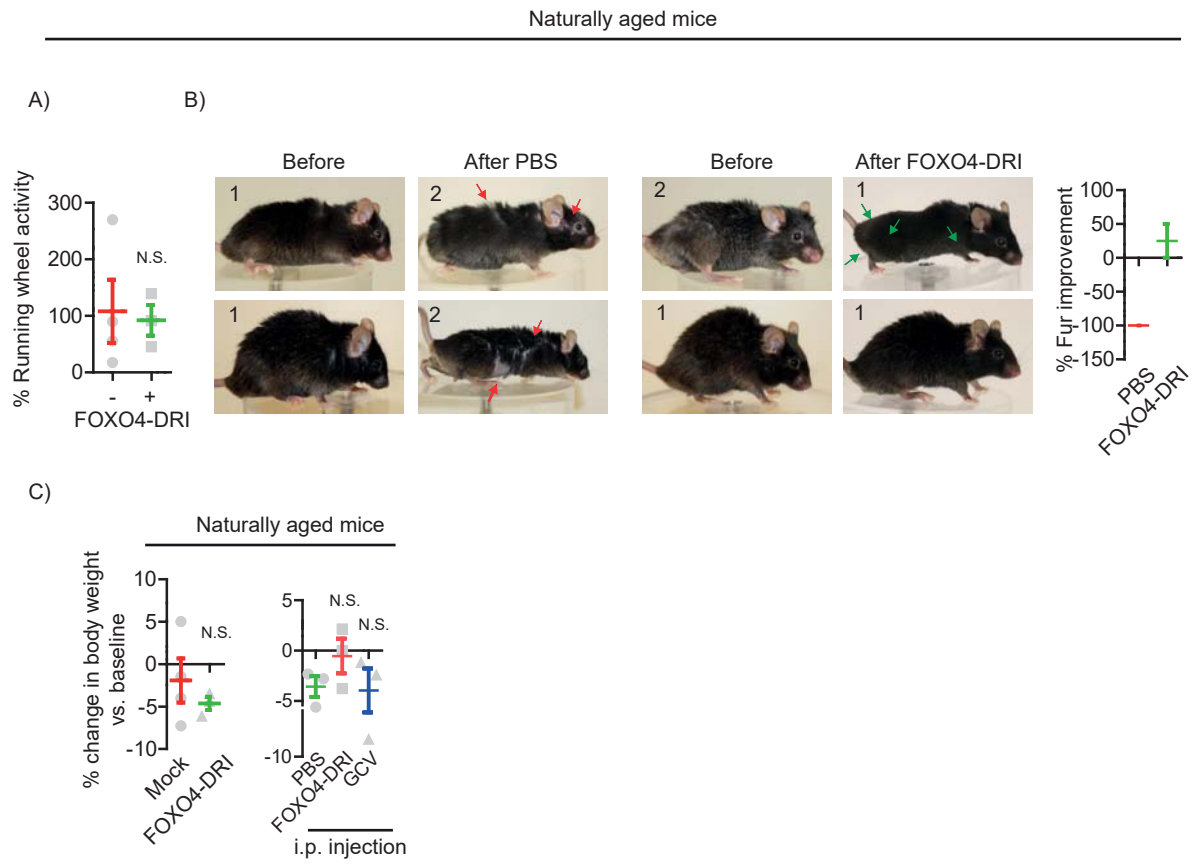 Naturally aged mice
A)
% Running wheel activity
300
200
100
0
N.S.
- +
FOXO4-DRI
B)
Before After PBS Before After FOXO4-DRI
1 2 2 1
1 2 1 1
% Fur improvement
100
50
0
-50
-100
-150
PBS
FOXO4-DRI
C)
Naturally aged mice
% change in body weight
vs. baseline
10
5
0
-5
-10
N.S.
Mock
FOXO4-DRI
5
0
-5
-10
N.S.
N.S.
PBS
FOXO4-DRI
GCV
i.p. injection